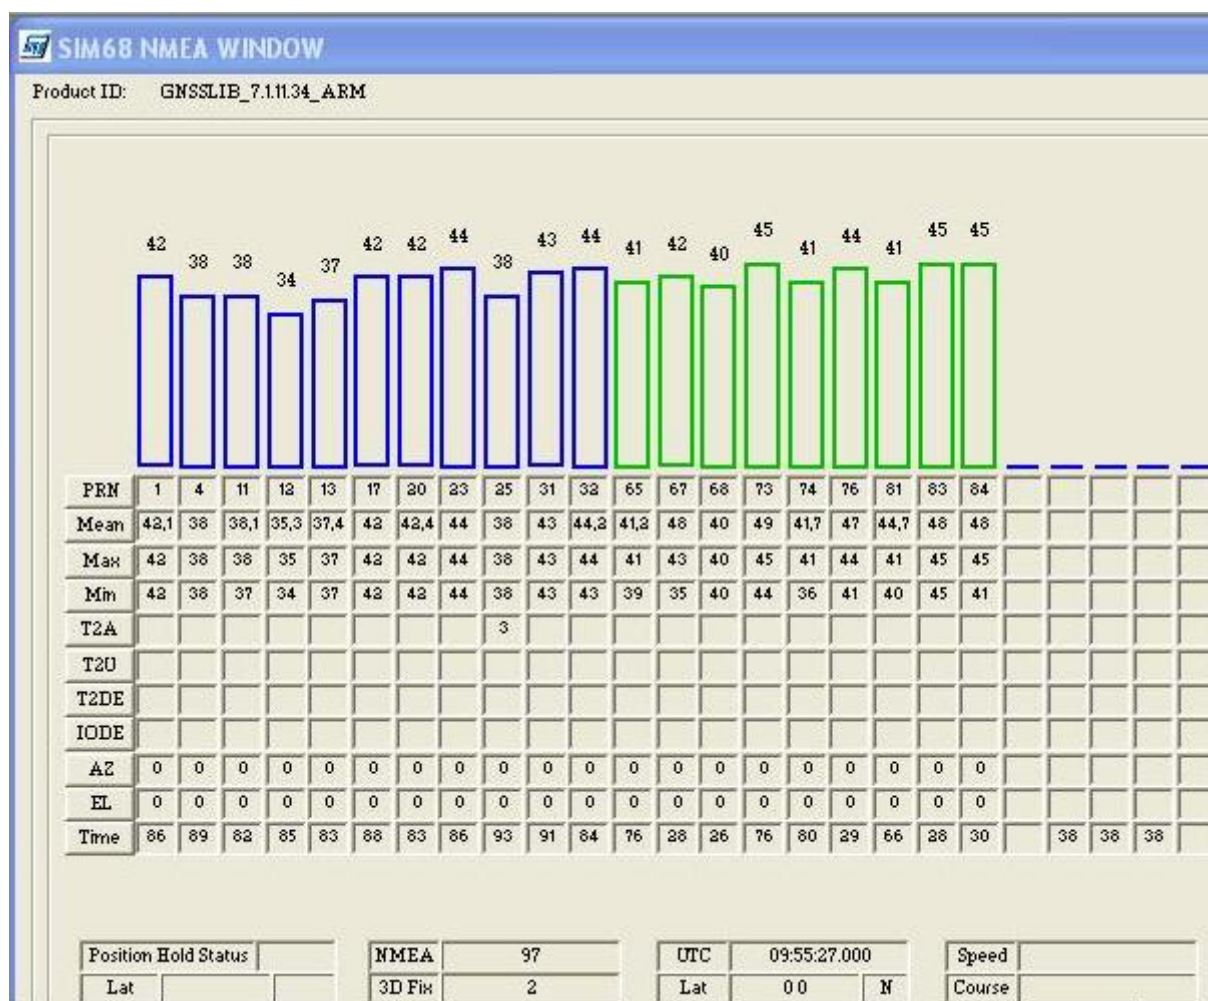 SIM68 NMEA WINDOW
Product ID: GNSSLIB_7.1.11.34_ARM
42 38 38 34 37 42 42 44 38 43 44 41 42 40 45 41 44 41 45 45
PRN 1 4 11 12 13 17 20 23 25 31 32 65 67 68 73 74 76 81 83 84
Mean 42,1 38 38,1 35,3 37,4 42 42,4 44 38 43 44,2 41,2 48 40 49 41,7 47 44,7 48 48
Max 42 38 38 35 37 42 42 44 38 43 44 41 43 40 45 41 44 41 45 45
Min 42 38 37 34 37 42 42 44 38 43 43 39 35 40 44 36 41 40 45 41
T2A 3
T2U
T2DE
IODE
AZ 0 0 0 0 0 0 0 0 0 0 0 0 0 0 0 0 0 0 0 0
EL 0 0 0 0 0 0 0 0 0 0 0 0 0 0 0 0 0 0 0 0
Time 86 89 82 85 83 88 83 86 93 91 84 76 28 26 76 80 29 66 28 30 38 38 38
Position Hold Status NMEA 97 UTC 09:55:27.000 Speed
Lat 3D Fix 2 Lat 0 0 N Course